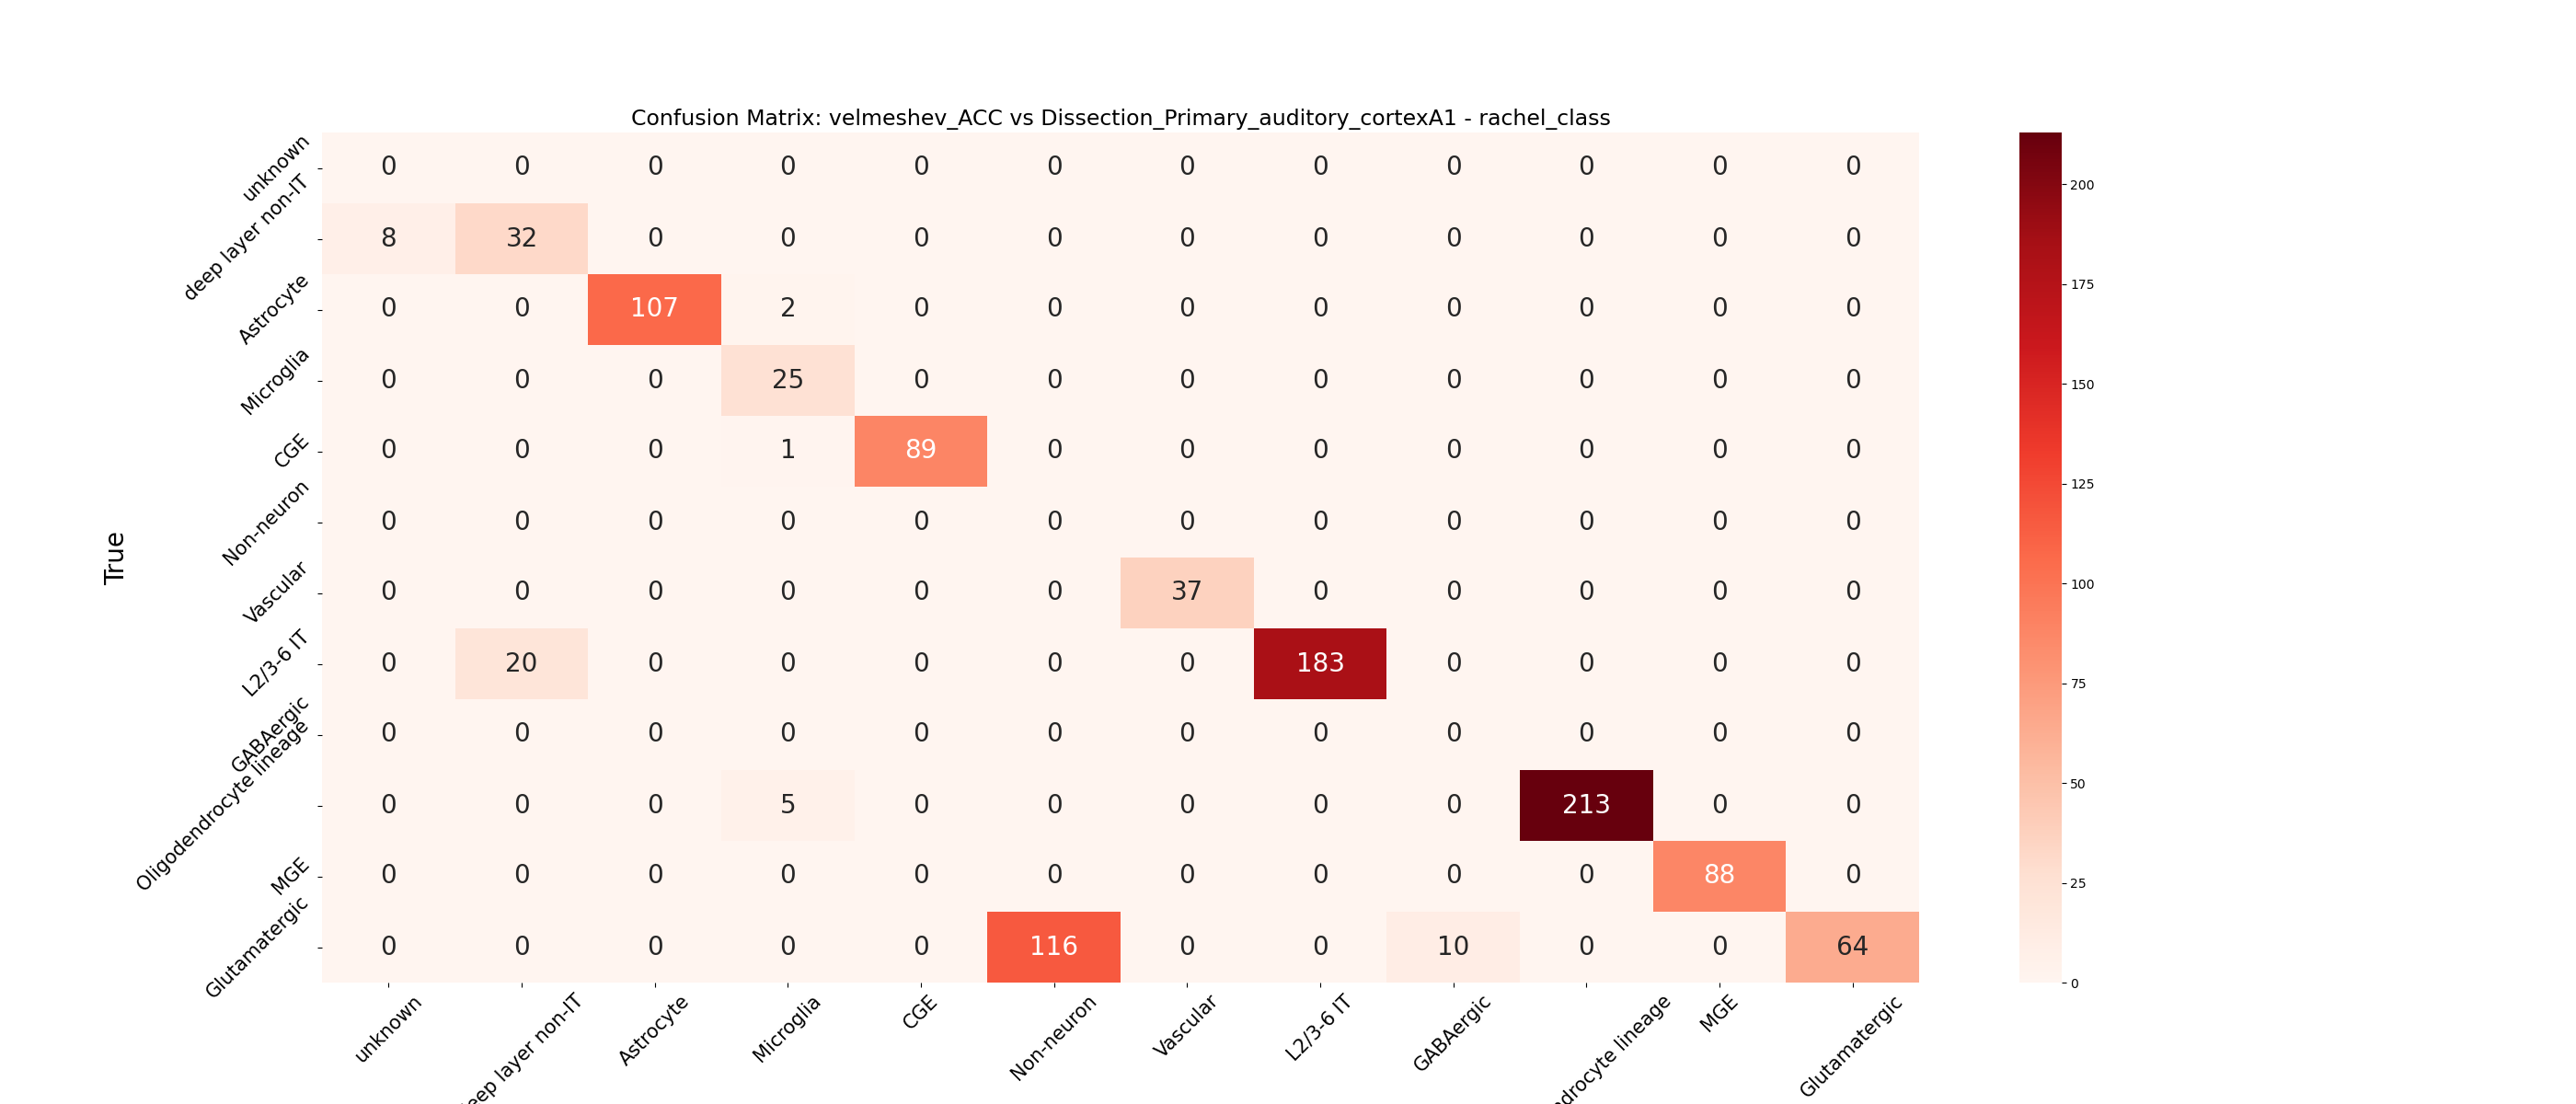 Confusion Matrix: velmeshev_ACC vs Dissection_Primary_auditory_cortexA1 - rachel_class
True
unknown 0 0 0 0 0 0 0 0 0 0 0 0
deep layer non-IT 8 32 0 0 0 0 0 0 0 0 0 0
Astrocyte 0 0 107 2 0 0 0 0 0 0 0 0
Microglia 0 0 0 25 0 0 0 0 0 0 0 0
CGE 0 0 0 1 89 0 0 0 0 0 0 0
Non-neuron 0 0 0 0 0 0 0 0 0 0 0 0
Vascular 0 0 0 0 0 0 37 0 0 0 0 0
L2/3-6 IT 0 20 0 0 0 0 0 183 0 0 0 0
GABAergic 0 0 0 0 0 0 0 0 0 0 0 0
Oligodendrocyte lineage 0 0 0 5 0 0 0 0 0 213 0 0
MGE 0 0 0 0 0 0 0 0 0 0 88 0
Glutamatergic 0 0 0 0 0 116 0 0 10 0 0 64
unknown
eep layer non-IT
Astrocyte
Microglia
CGE
Non-neuron
Vascular
L2/3-6 IT
GABAergic
ndrocyte lineage
MGE
Glutamatergic
200
175
150
125
100
75
50
25
0